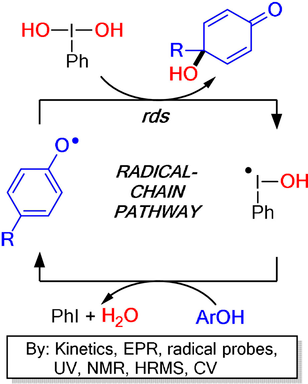 HO I OH
Ph
O
R
HO
rds
O•
R
RADICAL-
CHAIN
PATHWAY
• I OH
Ph
PhI + H₂O
ArOH
By: Kinetics, EPR, radical probes,
UV, NMR, HRMS, CV